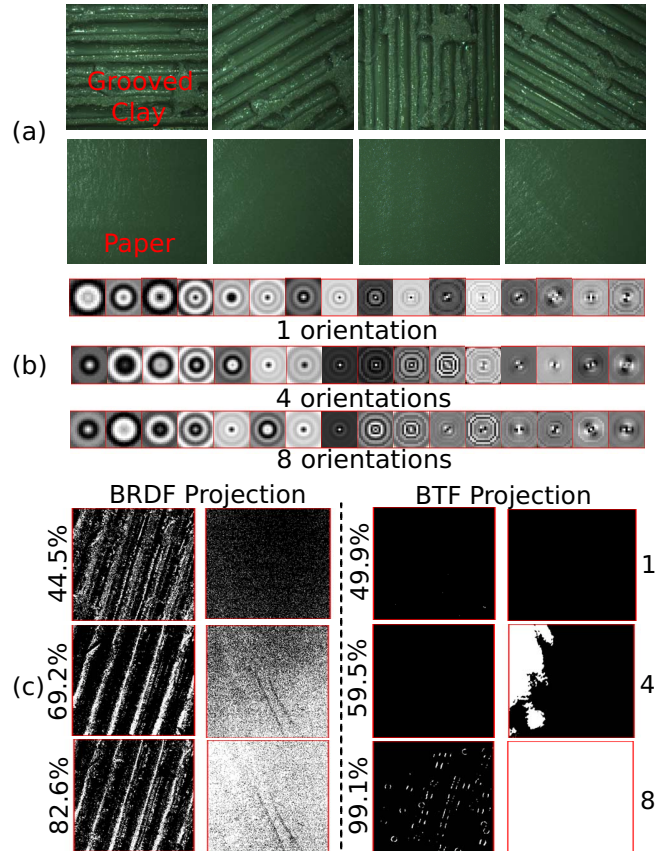 Grooved
Clay
(a)
Paper
1 orientation
(b)
4 orientations
8 orientations
BRDF Projection
BTF Projection
44.5%
49.9%
1
(c)
69.2%
59.5%
4
82.6%
99.1%
8